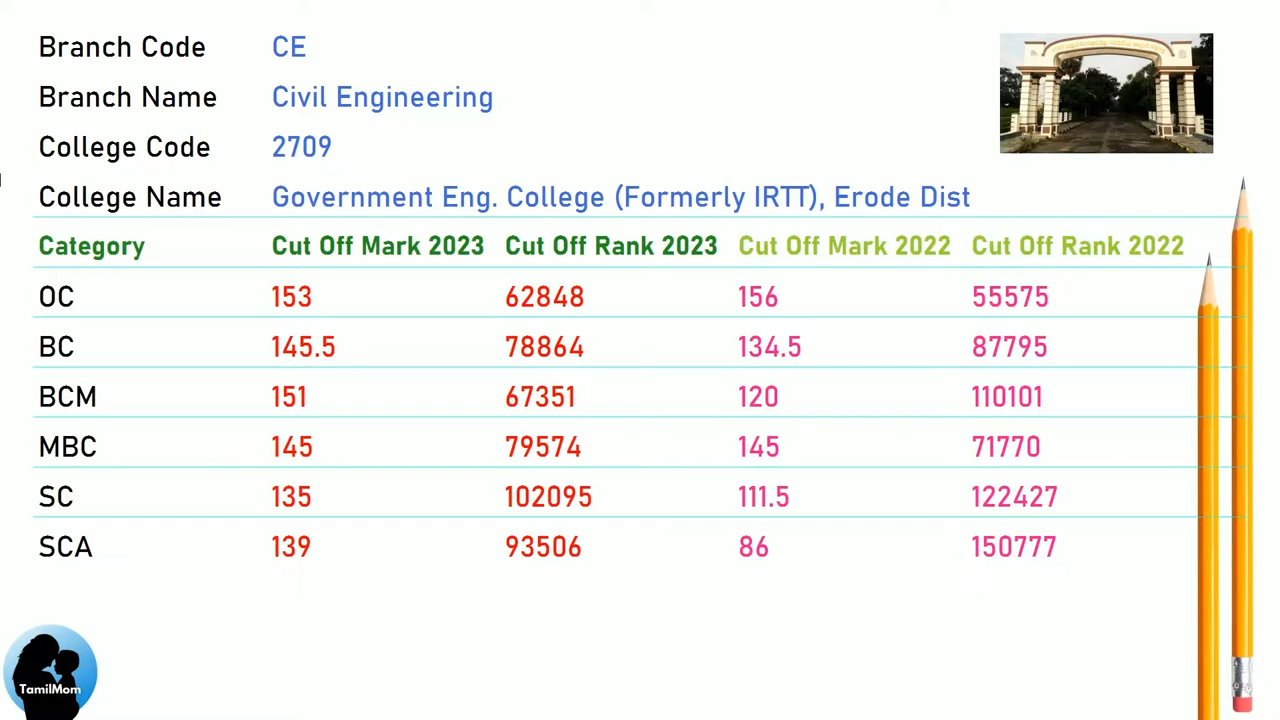 Branch Code CE
Branch Name Civil Engineering
College Code 2709
College Name Government Eng. College (Formerly IRTT), Erode Dist
Category Cut Off Mark 2023 Cut Off Rank 2023 Cut Off Mark 2022 Cut Off Rank 2022
OC 153 62848 156 55575
BC 145.5 78864 134.5 87795
BCM 151 67351 120 110101
MBC 145 79574 145 71770
SC 135 102095 111.5 122427
SCA 139 93506 86 150777
TamilMom